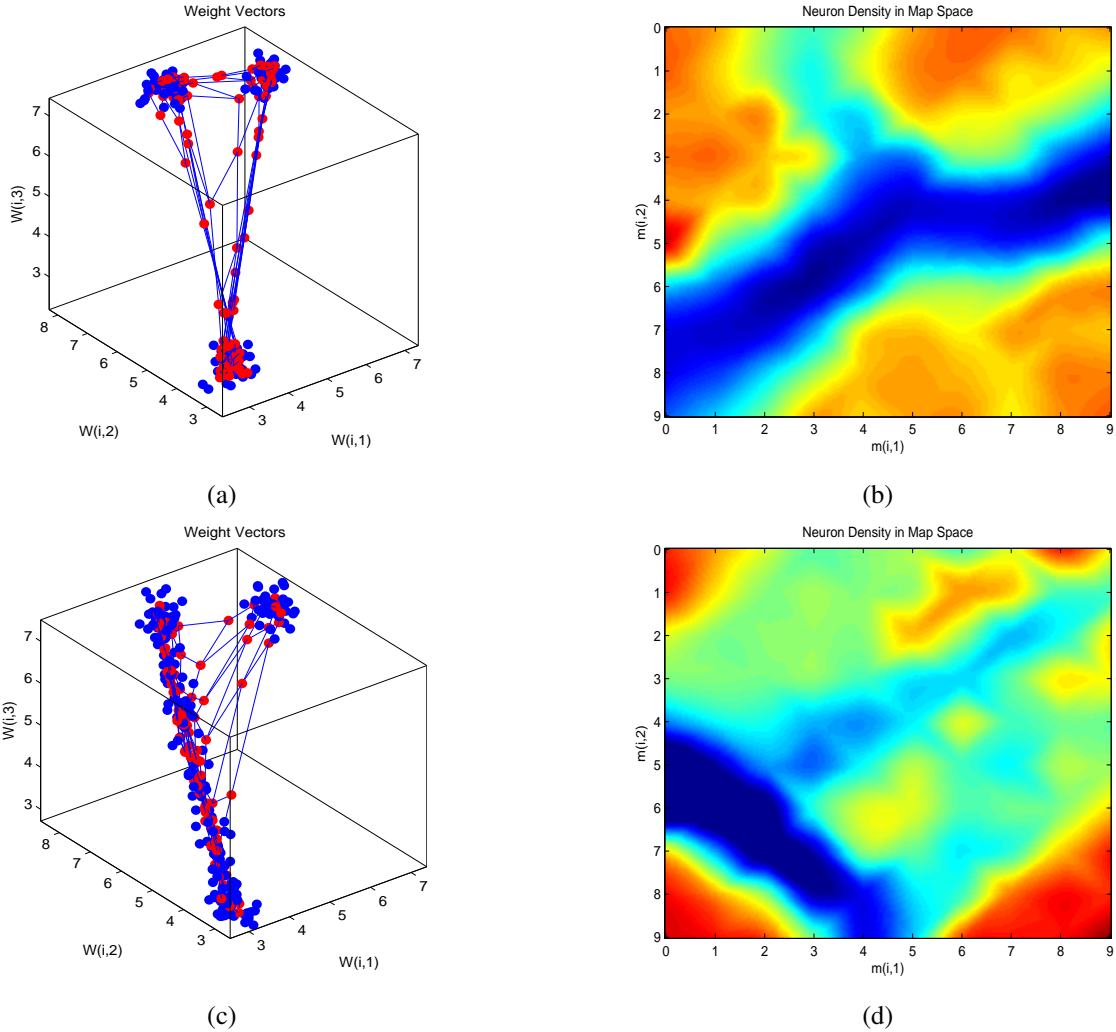 Weight Vectors
7
6
5
4
3
W(i,3)
8
7
6
5
4
3
W(i,2)
3
4
5
6
7
W(i,1)
(a)
Neuron Density in Map Space
0
1
2
3
4
5
6
7
8
9
m(i,2)
0 1 2 3 4 5 6 7 8 9
m(i,1)
(b)
Weight Vectors
7
6
5
4
3
W(i,3)
8
7
6
5
4
3
W(i,2)
3
4
5
6
7
W(i,1)
(c)
Neuron Density in Map Space
0
1
2
3
4
5
6
7
8
9
m(i,2)
0 1 2 3 4 5 6 7 8 9
m(i,1)
(d)